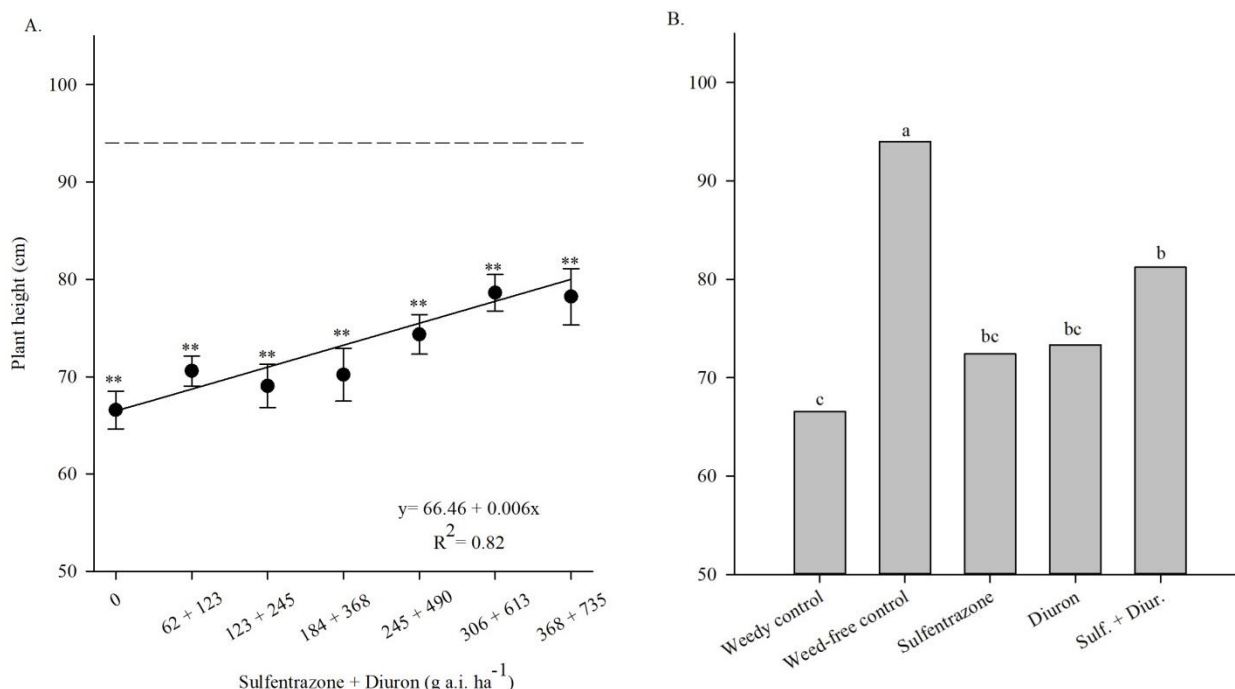 A.
Plant height (cm)
100
90
80
70
60
50
**
**
**
**
**
**
**
y= 66.46 + 0.006x
R2= 0.82
0
62 + 123
123 + 245
184 + 368
245 + 490
306 + 613
368 + 735
Sulfentrazone + Diuron (g a.i. ha-1)
B.
100
90
80
70
60
50
c
a
bc
bc
b
Weedy control
Weed-free control
Sulfentrazone
Diuron
Sulf. + Diur.